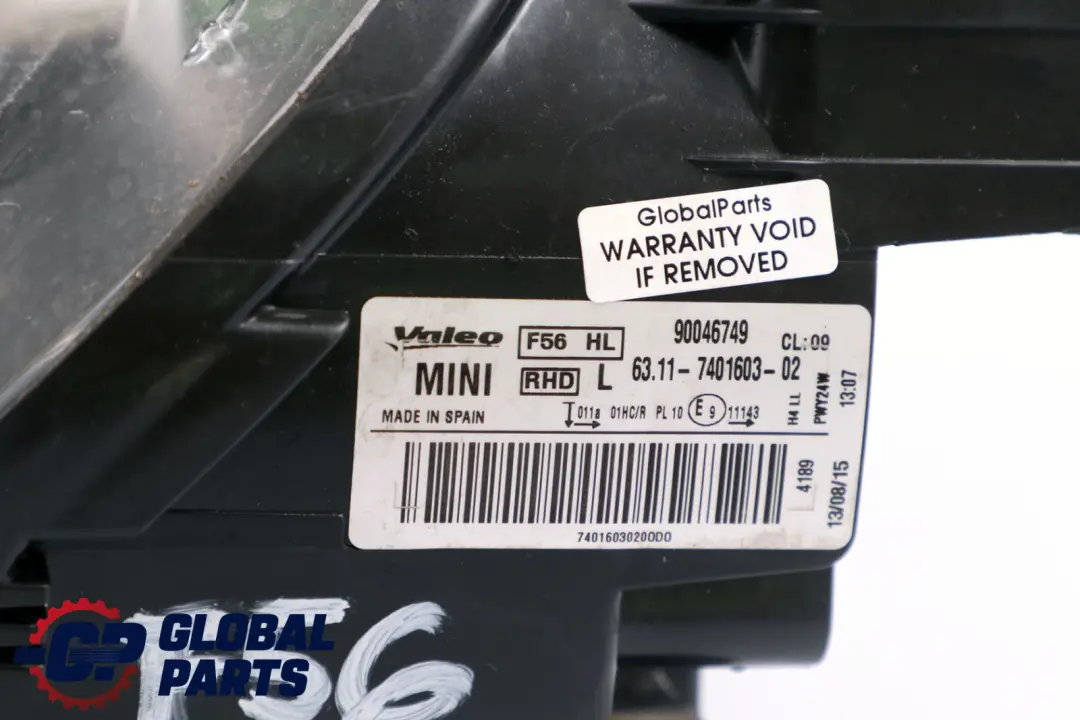 GlobalParts
WARRANTY VOID
IF REMOVED
Valeo F56 HL 90046749 CL:09
MINI RHD L 63.11-7401603-02
MADE IN SPAIN 011a 01HC/R PL 10 E 9 11143
H4 LL
PWY24W
13:07
4189
13/08/15
74016030200D0
F56
GP GLOBAL
PARTS